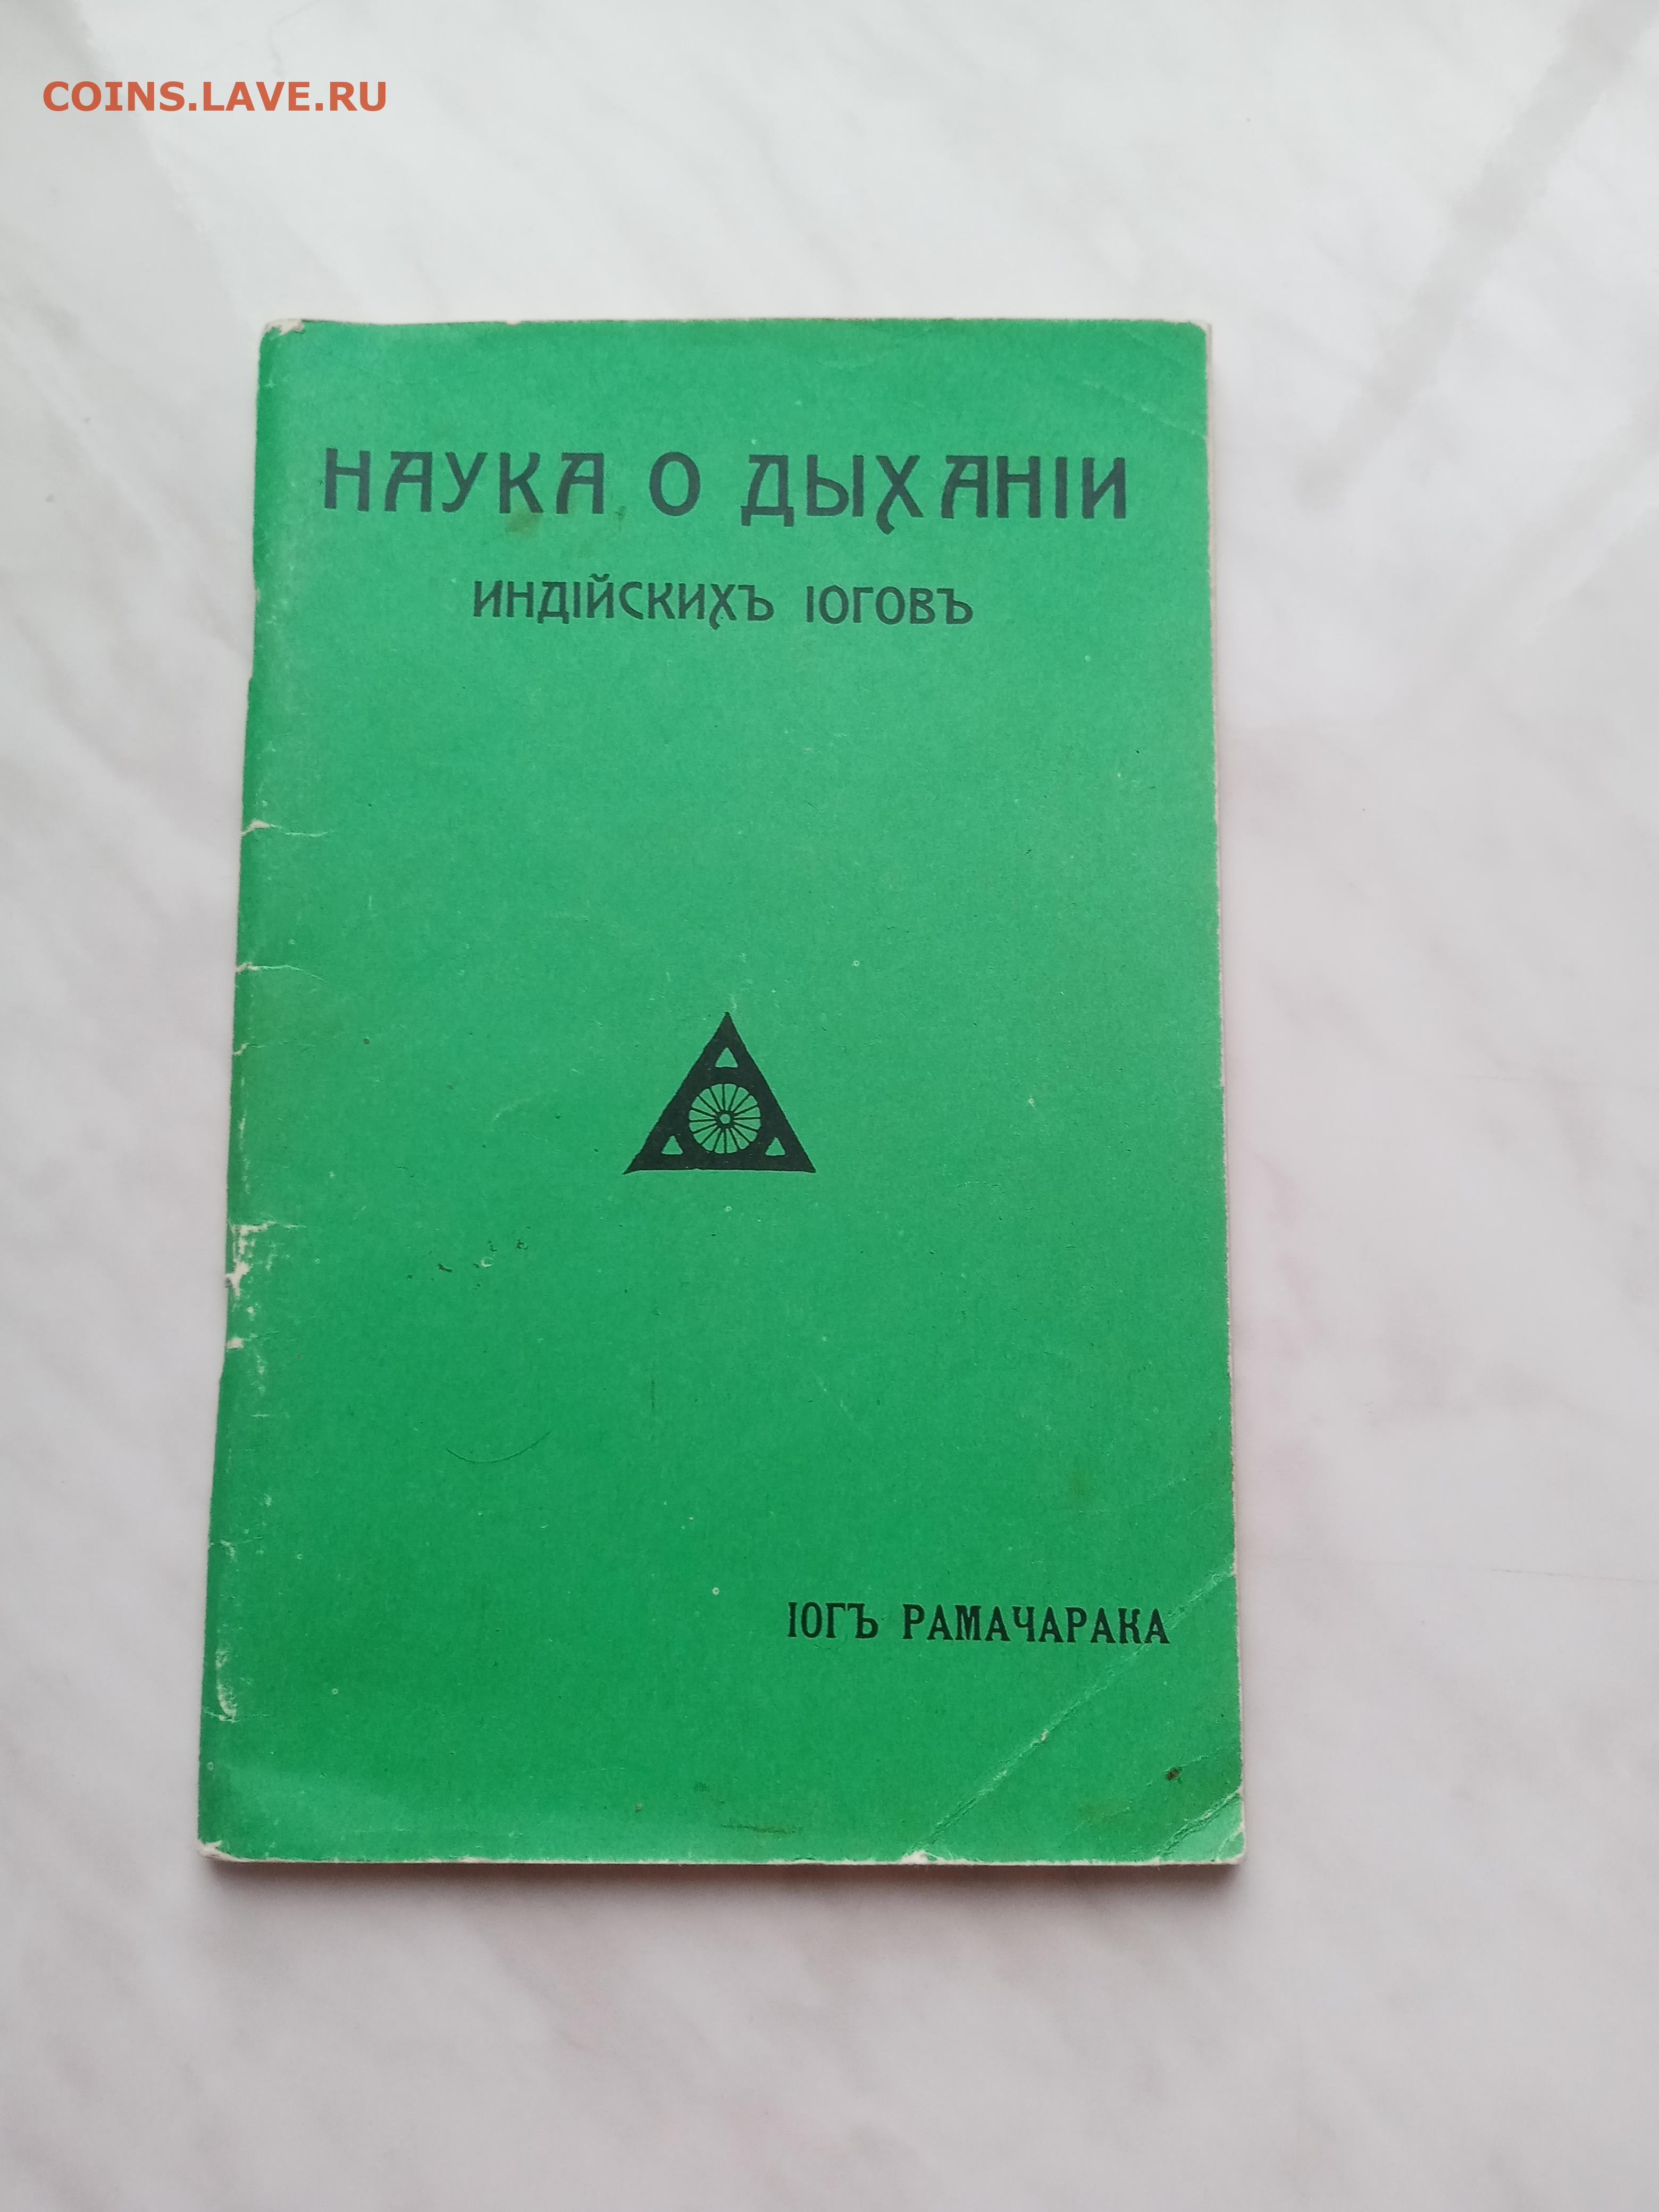 COINS.LAVE.RU
НАУКА О ДЫХАНІИ
ИНДІЙСКИХЪ ІОГОВЪ
ІОГЪ РАМАЧАРАКА